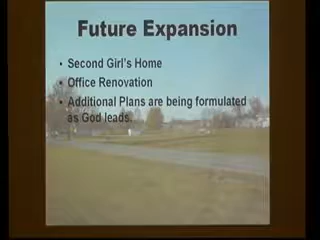 Future Expansion
• Second Girl's Home
• Office Renovation
• Additional Plans are being formulated
as God leads.